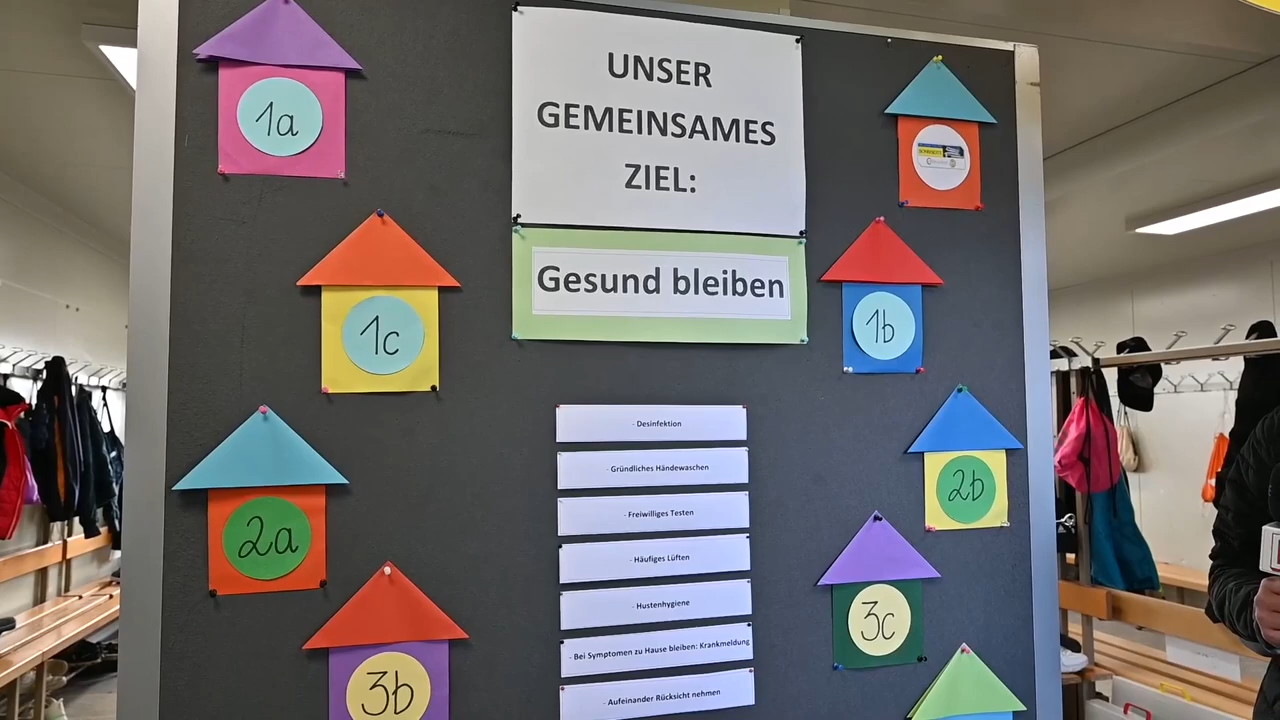 1a
UNSER
GEMEINSAMES
ZIEL:
Gesund bleiben
1c
1b
2a
2b
3b
3c
- Desinfektion
- Gründliches Händewaschen
- Freiwilliges Testen
- Häufiges Lüften
- Hustenhygiene
- Bei Symptomen zu Hause bleiben: Krankmeldung
- Aufeinander Rücksicht nehmen